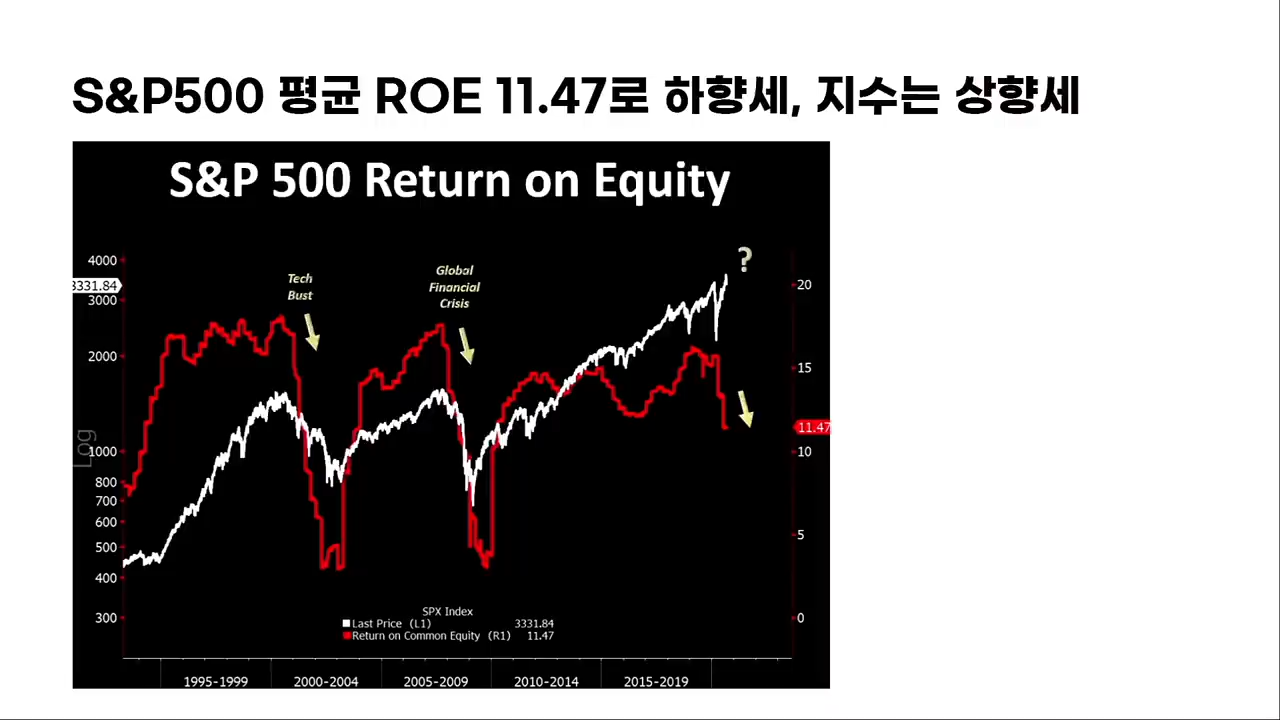 S&P500 평균 ROE 11.47로 하향세, 지수는 상향세
S&P 500 Return on Equity
?
Tech
Bust
Global
Financial
Crisis
4000
3331.84
3000
2000
1000
800
700
600
500
400
300
Log
20
15
11.47
10
5
0
SPX Index
Last Price (L1) 3331.84
Return on Common Equity (R1) 11.47
1995-1999 2000-2004 2005-2009 2010-2014 2015-2019